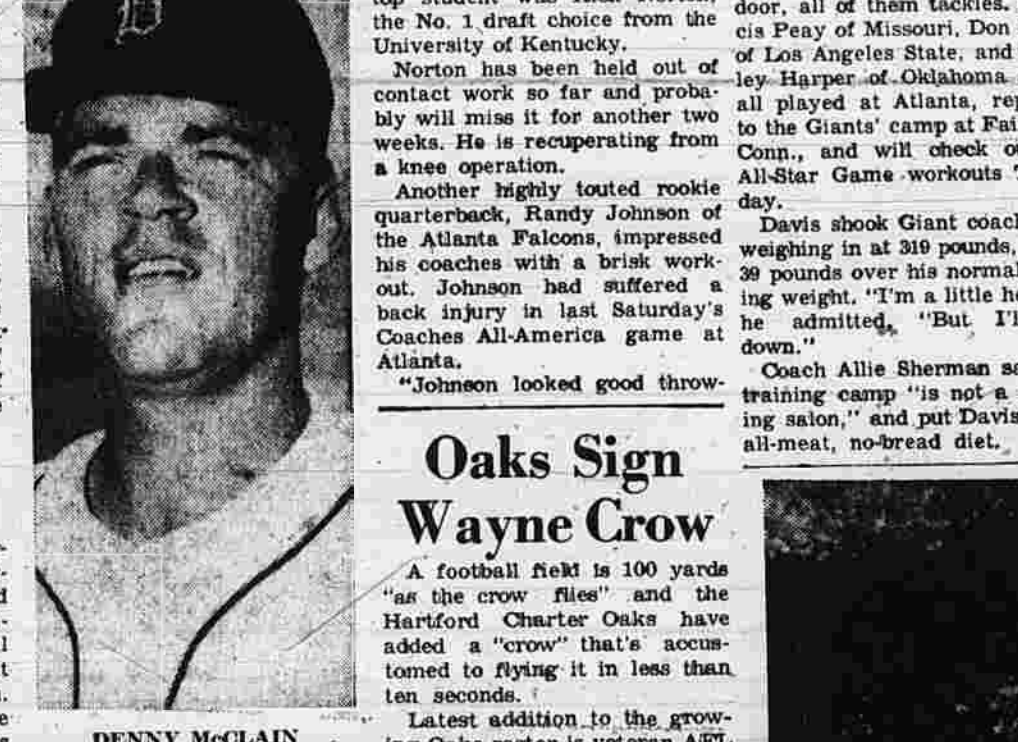 the No. 1 draft choice from the
University of Kentucky.
Norton has been held out of
contact work so far and proba-
bly will miss it for another two
weeks. He is recuperating from
a knee operation.
Another highly touted rookie
quarterback, Randy Johnson of
the Atlanta Falcons, impressed
his coaches with a brisk work-
out. Johnson had suffered a
back injury in last Saturday's
Coaches All-America game at
Atlanta.
"Johnson looked good throw-
Oaks Sign
Wayne Crow
A football field is 100 yards
"as the crow flies" and the
Hartford Charter Oaks have
added a "crow" that's accus-
tomed to flying it in less than
ten seconds.
Latest addition to the grow-
door, all of them tackles.
cis Peay of Missouri, Don
of Los Angeles State, and
ley Harper of Oklahoma
all played at Atlanta, rep
to the Giants' camp at Fai
Conn., and will check o
All-Star Game workouts
day.
Davis shook Giant coach
weighing in at 319 pounds,
39 pounds over his normal
ing weight. "I'm a little he
he admitted, "But I'l
down."
Coach Allie Sherman sa
training camp "is not a
ing salon," and put Davis
all-meat, no-bread diet.
DENNY McCLAIN